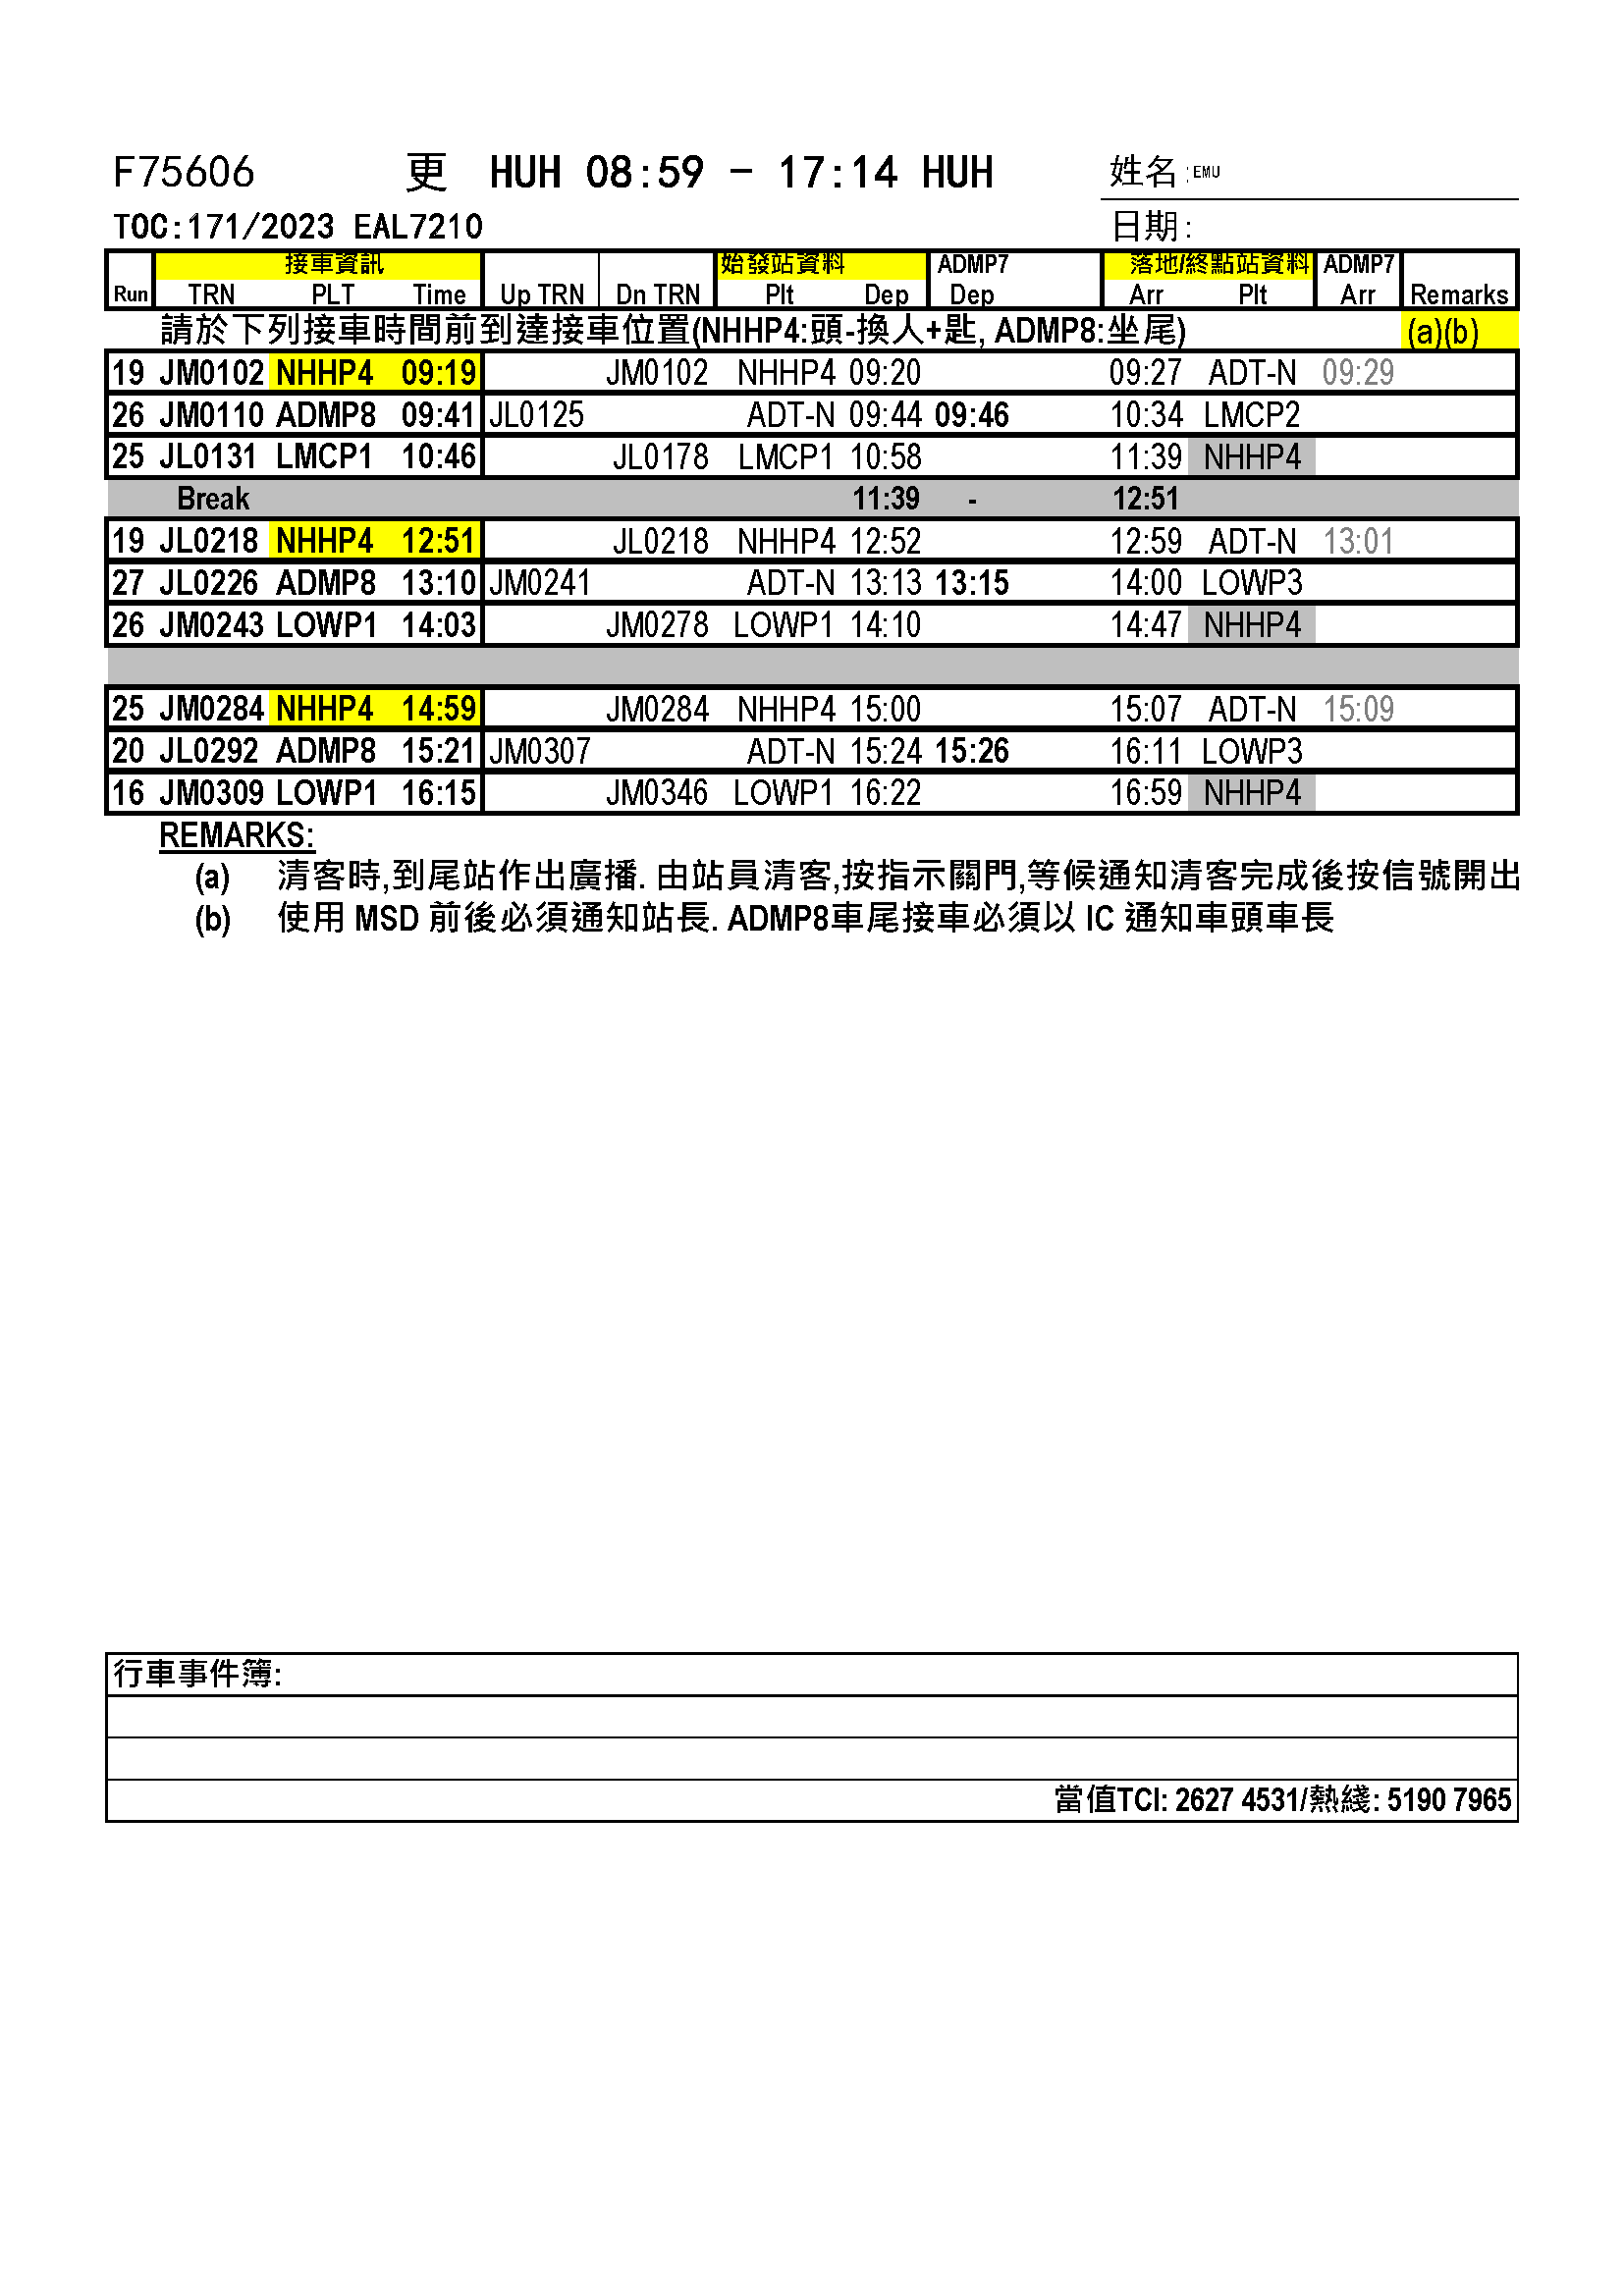 F75606 更 HUH 08:59 - 17:14 HUH 姓名:EMU
TOC:171/2023 EAL7210 日期:
接車資訊 始發站資料 ADMP7 落地/終點站資料 ADMP7
Run TRN PLT Time Up TRN Dn TRN Plt Dep Dep Arr Plt Arr Remarks
請於下列接車時間前到達接車位置(NHHP4:頭-換人+匙, ADMP8:坐尾) (a)(b)
19 JM0102 NHHP4 09:19 JM0102 NHHP4 09:20 09:27 ADT-N 09:29
26 JM0110 ADMP8 09:41 JL0125 ADT-N 09:44 09:46 10:34 LMCP2
25 JL0131 LMCP1 10:46 JL0178 LMCP1 10:58 11:39 NHHP4
Break 11:39 - 12:51
19 JL0218 NHHP4 12:51 JL0218 NHHP4 12:52 12:59 ADT-N 13:01
27 JL0226 ADMP8 13:10 JM0241 ADT-N 13:13 13:15 14:00 LOWP3
26 JM0243 LOWP1 14:03 JM0278 LOWP1 14:10 14:47 NHHP4
25 JM0284 NHHP4 14:59 JM0284 NHHP4 15:00 15:07 ADT-N 15:09
20 JL0292 ADMP8 15:21 JM0307 ADT-N 15:24 15:26 16:11 LOWP3
16 JM0309 LOWP1 16:15 JM0346 LOWP1 16:22 16:59 NHHP4
REMARKS:
(a) 清客時,到尾站作出廣播. 由站員清客,按指示關門,等候通知清客完成後按信號開出
(b) 使用 MSD 前後必須通知站長. ADMP8車尾接車必須以 IC 通知車頭車長
行車事件簿:
當值TCI: 2627 4531/熱綫: 5190 7965